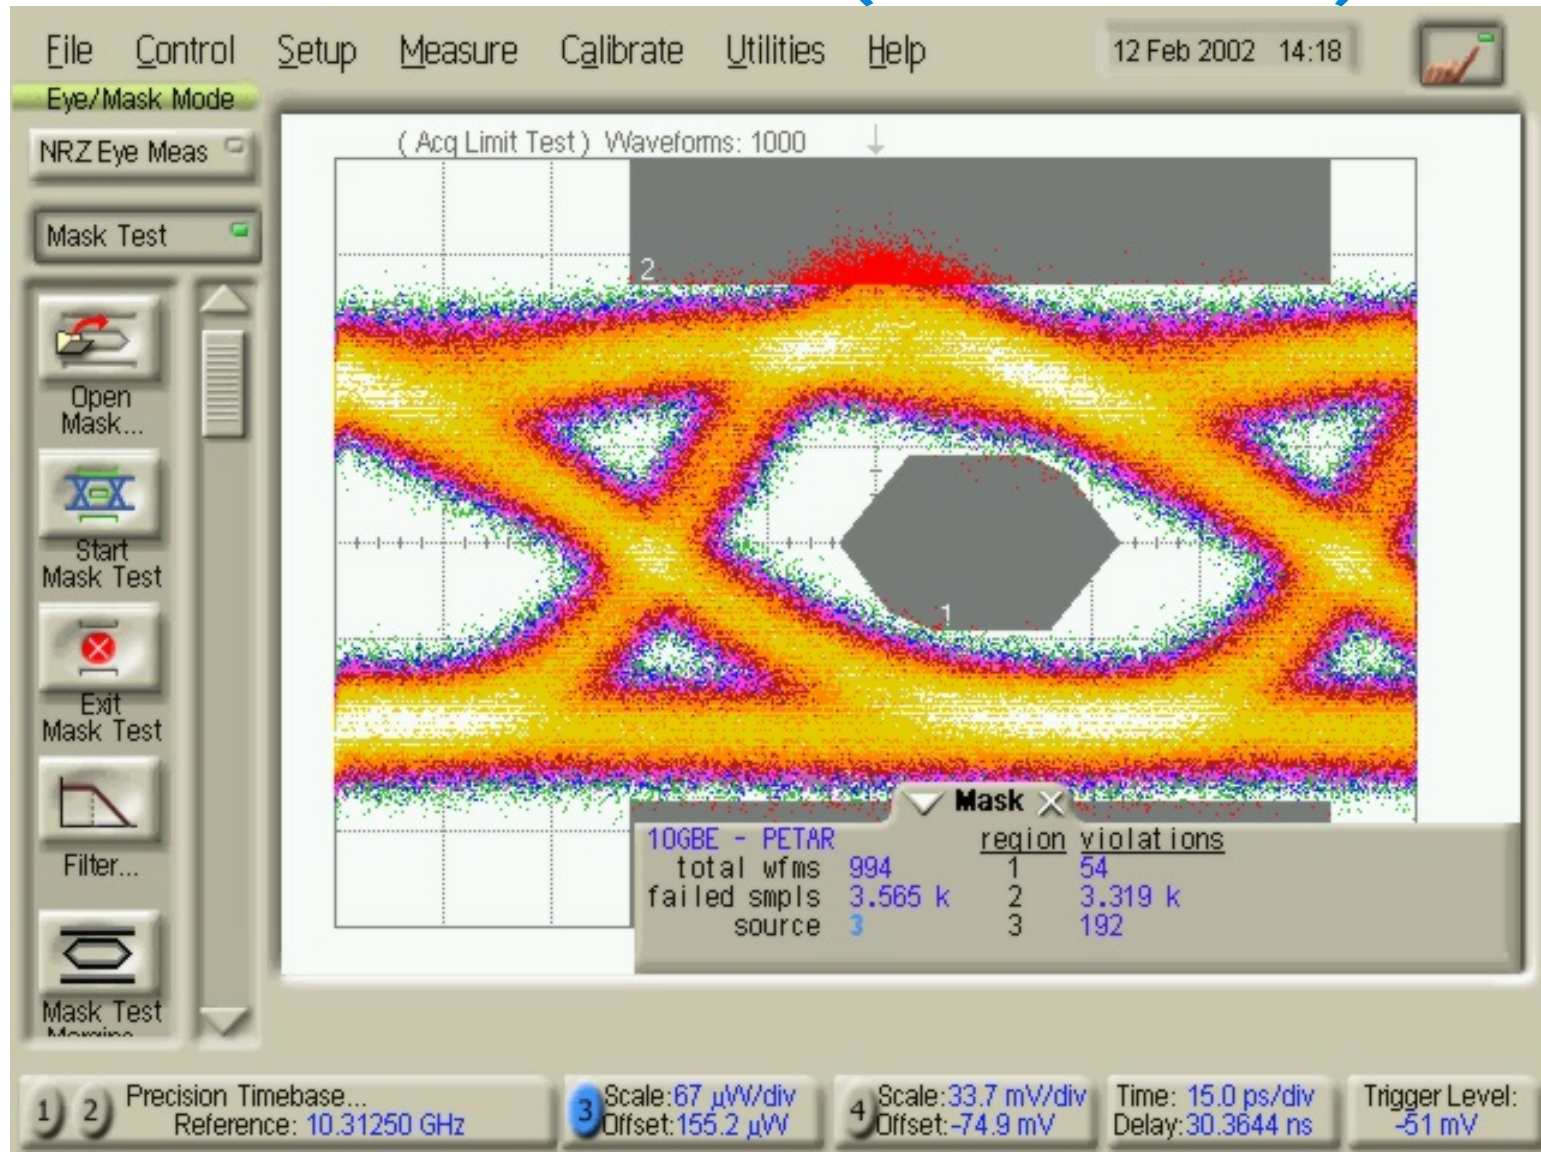 File Control Setup Measure Calibrate Utilities Help 12 Feb 2002 14:18
Eye/Mask Mode
NRZ Eye Meas
( Acq Limit Test ) Waveforms: 1000
Mask Test
2
Open
Mask...
Start
Mask Test
1
Exit
Mask Test
Mask
10GBE - PETAR region violations
total wfms 994 1 54
failed smpls 3.565 k 2 3.319 k
source 3 3 192
Filter...
Mask Test
1 2 Precision Timebase...
Reference: 10.31250 GHz
3 Scale:67 µW/div
Offset:155.2 µW
4 Scale:33.7 mV/div
Offset:-74.9 mV
Time: 15.0 ps/div
Delay:30.3644 ns
Trigger Level:
-51 mV